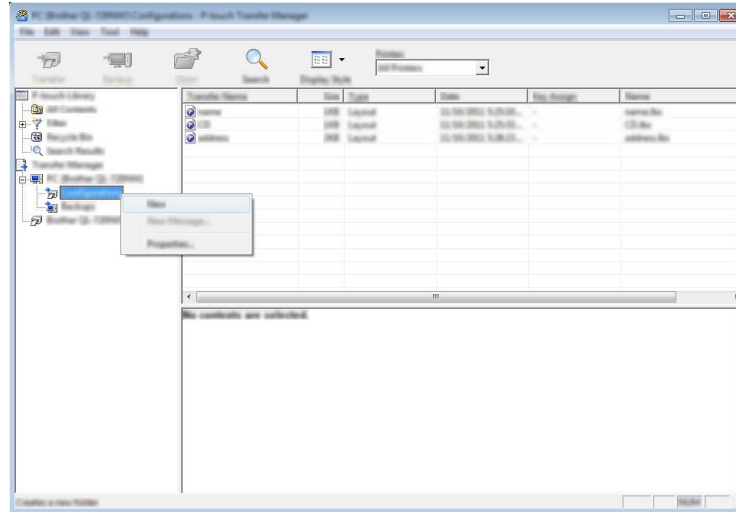 PC (Brother QL-720NW) Configurations - P-touch Transfer Manager
File Edit View Tool Help
Transfer Backup Open Search Display Style
Printer:
All Printers
P-touch Library
All Contents
Filter
Recycle Bin
Search Results
Transfer Manager
PC (Brother QL-720NW)
Configurations
Backups
Brother QL-720NW
Transfer Name Size Type Date Key Assign Name
name 1KB Layout - name.lbx
CD 1KB Layout - CD.lbx
address 2KB Layout - address.lbx
New
New Message...
Properties...
No contents are selected.
Creates a new folder
NUM